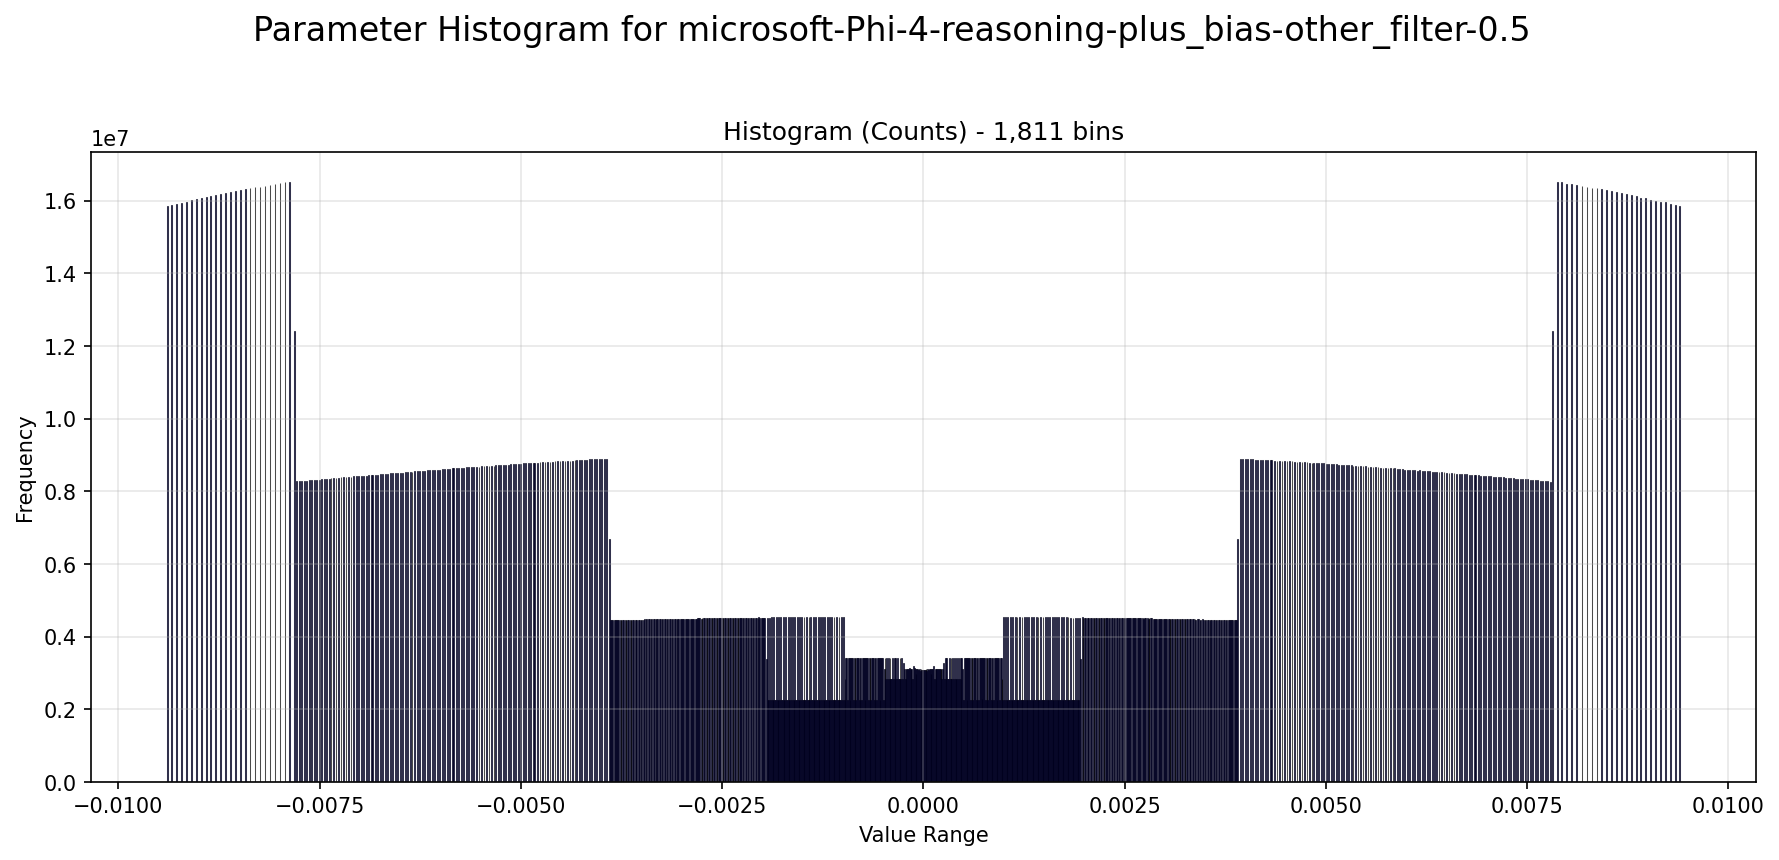 Parameter Histogram for microsoft-Phi-4-reasoning-plus_bias-other_filter-0.5
Histogram (Counts) - 1,811 bins
1e7
1.6
1.4
1.2
1.0
0.8
0.6
0.4
0.2
0.0
Frequency
−0.0100 −0.0075 −0.0050 −0.0025 0.0000 0.0025 0.0050 0.0075 0.0100
Value Range